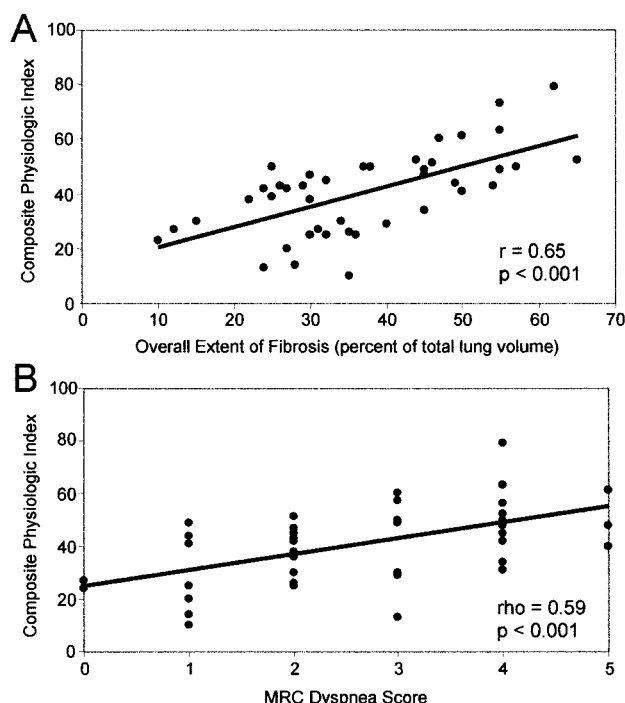 A
100
80
60
40
20
0
Composite Physiologic Index
r = 0.65
p < 0.001
0 10 20 30 40 50 60 70
Overall Extent of Fibrosis (percent of total lung volume)
B
100
80
60
40
20
0
Composite Physiologic Index
rho = 0.59
p < 0.001
0 1 2 3 4 5
MRC Dyspnea Score